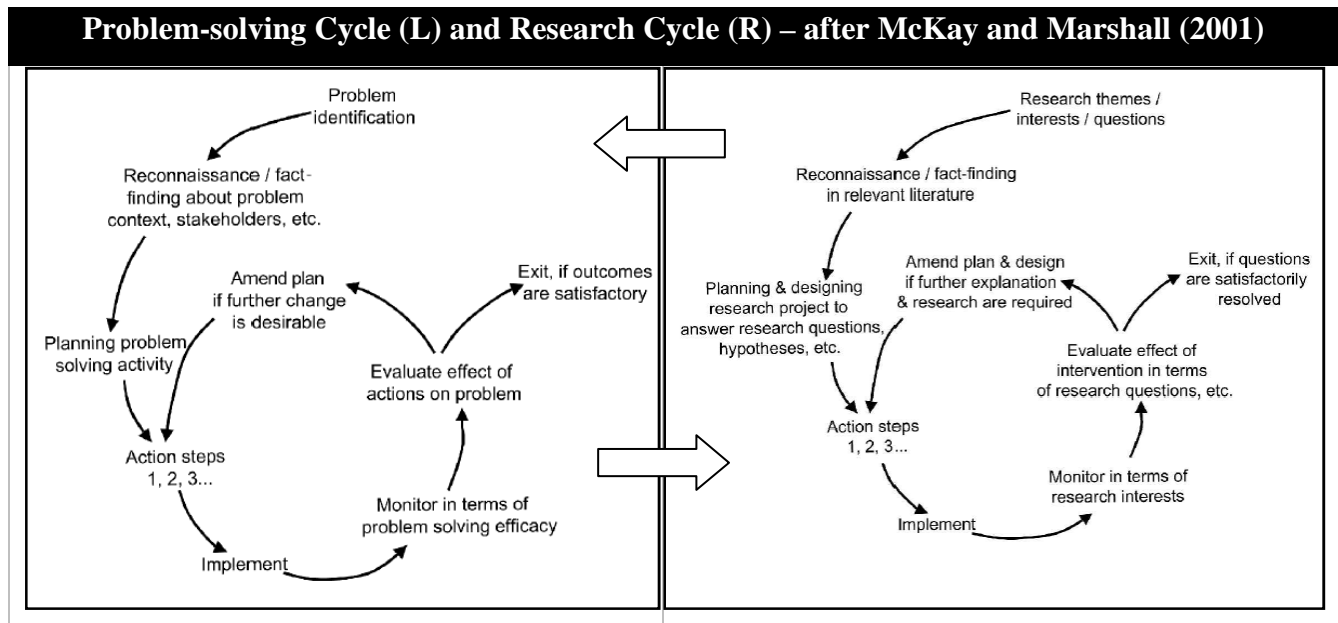 Problem-solving Cycle (L) and Research Cycle (R) – after McKay and Marshall (2001)
Problem
identification
Reconnaissance / fact-
finding about problem
context, stakeholders, etc.
Amend plan
if further change
is desirable
Exit, if outcomes
are satisfactory
Planning problem
solving activity
Evaluate effect of
actions on problem
Action steps
1, 2, 3...
Monitor in terms of
problem solving efficacy
Implement
Research themes /
interests / questions
Reconnaissance / fact-finding
in relevant literature
Planning & designing
research project to
answer research questions,
hypotheses, etc.
Amend plan & design
if further explanation
& research are required
Exit, if questions
are satisfactorily
resolved
Evaluate effect of
intervention in terms
of research questions, etc.
Action steps
1, 2, 3...
Monitor in terms of
research interests
Implement